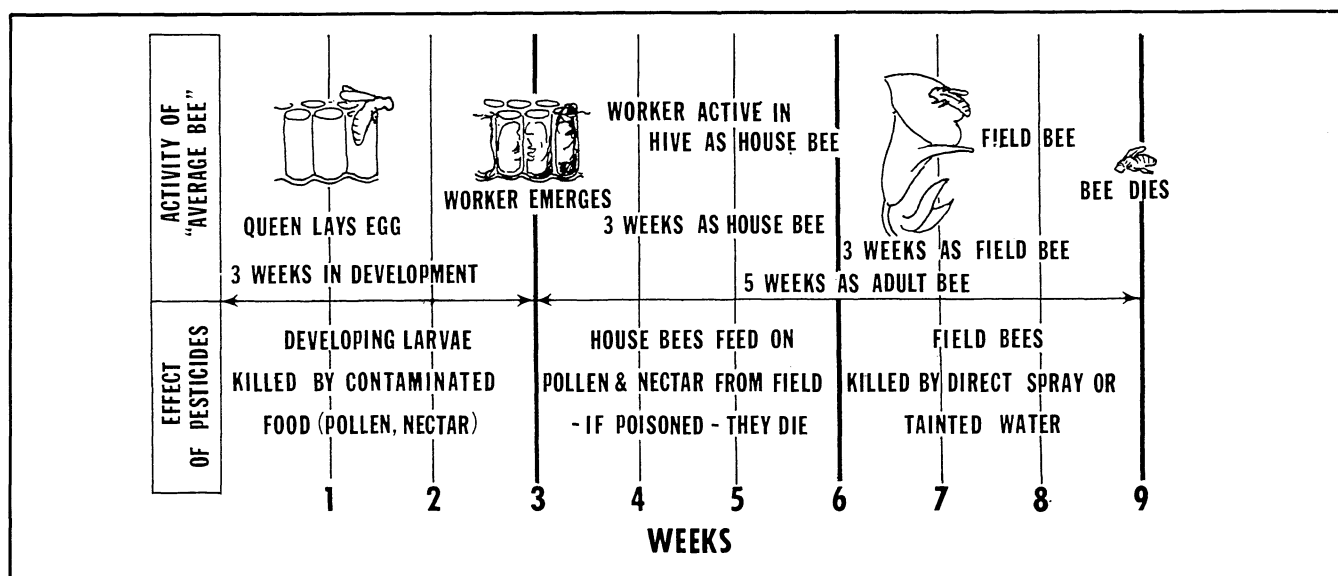 ACTIVITY OF
"AVERAGE BEE"
QUEEN LAYS EGG
3 WEEKS IN DEVELOPMENT
WORKER EMERGES
WORKER ACTIVE IN
HIVE AS HOUSE BEE
3 WEEKS AS HOUSE BEE
FIELD BEE
3 WEEKS AS FIELD BEE
5 WEEKS AS ADULT BEE
BEE DIES
EFFECT
OF PESTICIDES
DEVELOPING LARVAE
KILLED BY CONTAMINATED
FOOD (POLLEN, NECTAR)
HOUSE BEES FEED ON
POLLEN & NECTAR FROM FIELD
- IF POISONED - THEY DIE
FIELD BEES
KILLED BY DIRECT SPRAY OR
TAINTED WATER
1 2 3 4 5 6 7 8 9
WEEKS